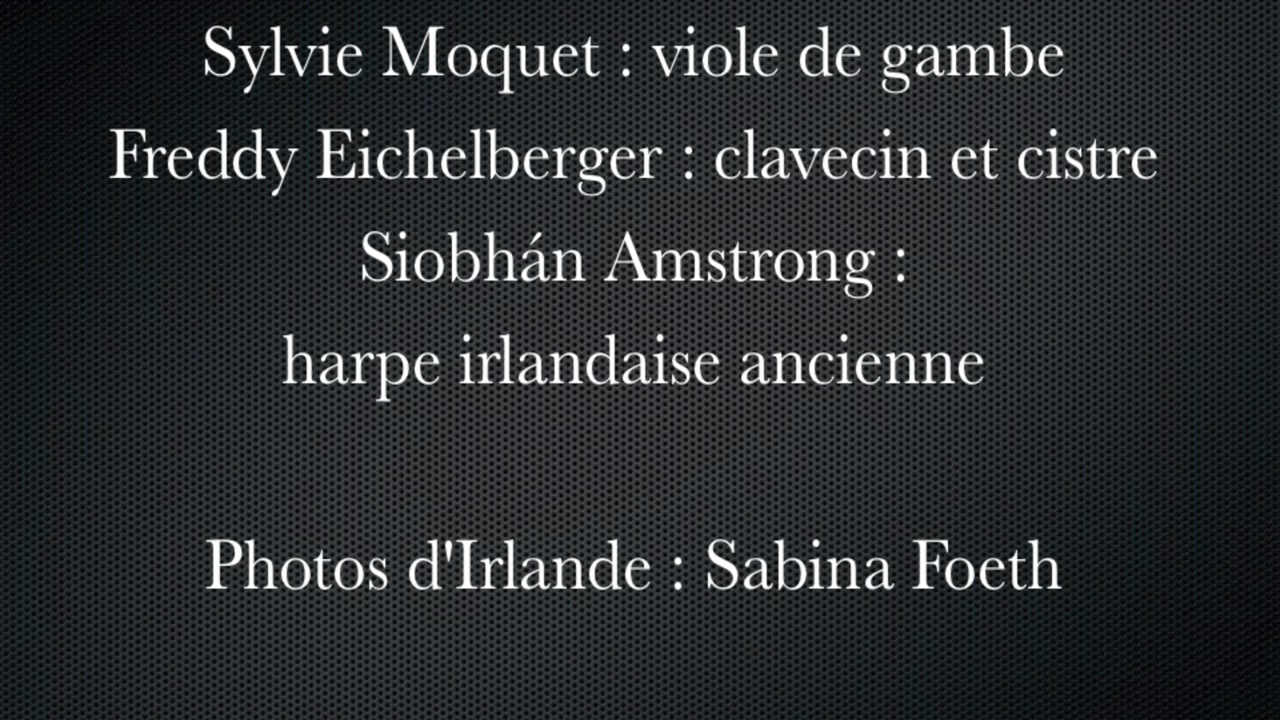 Sylvie Moquet : viole de gambe
Freddy Eichelberger : clavecin et cistre
Siobhán Amstrong :
harpe irlandaise ancienne
Photos d'Irlande : Sabina Foeth